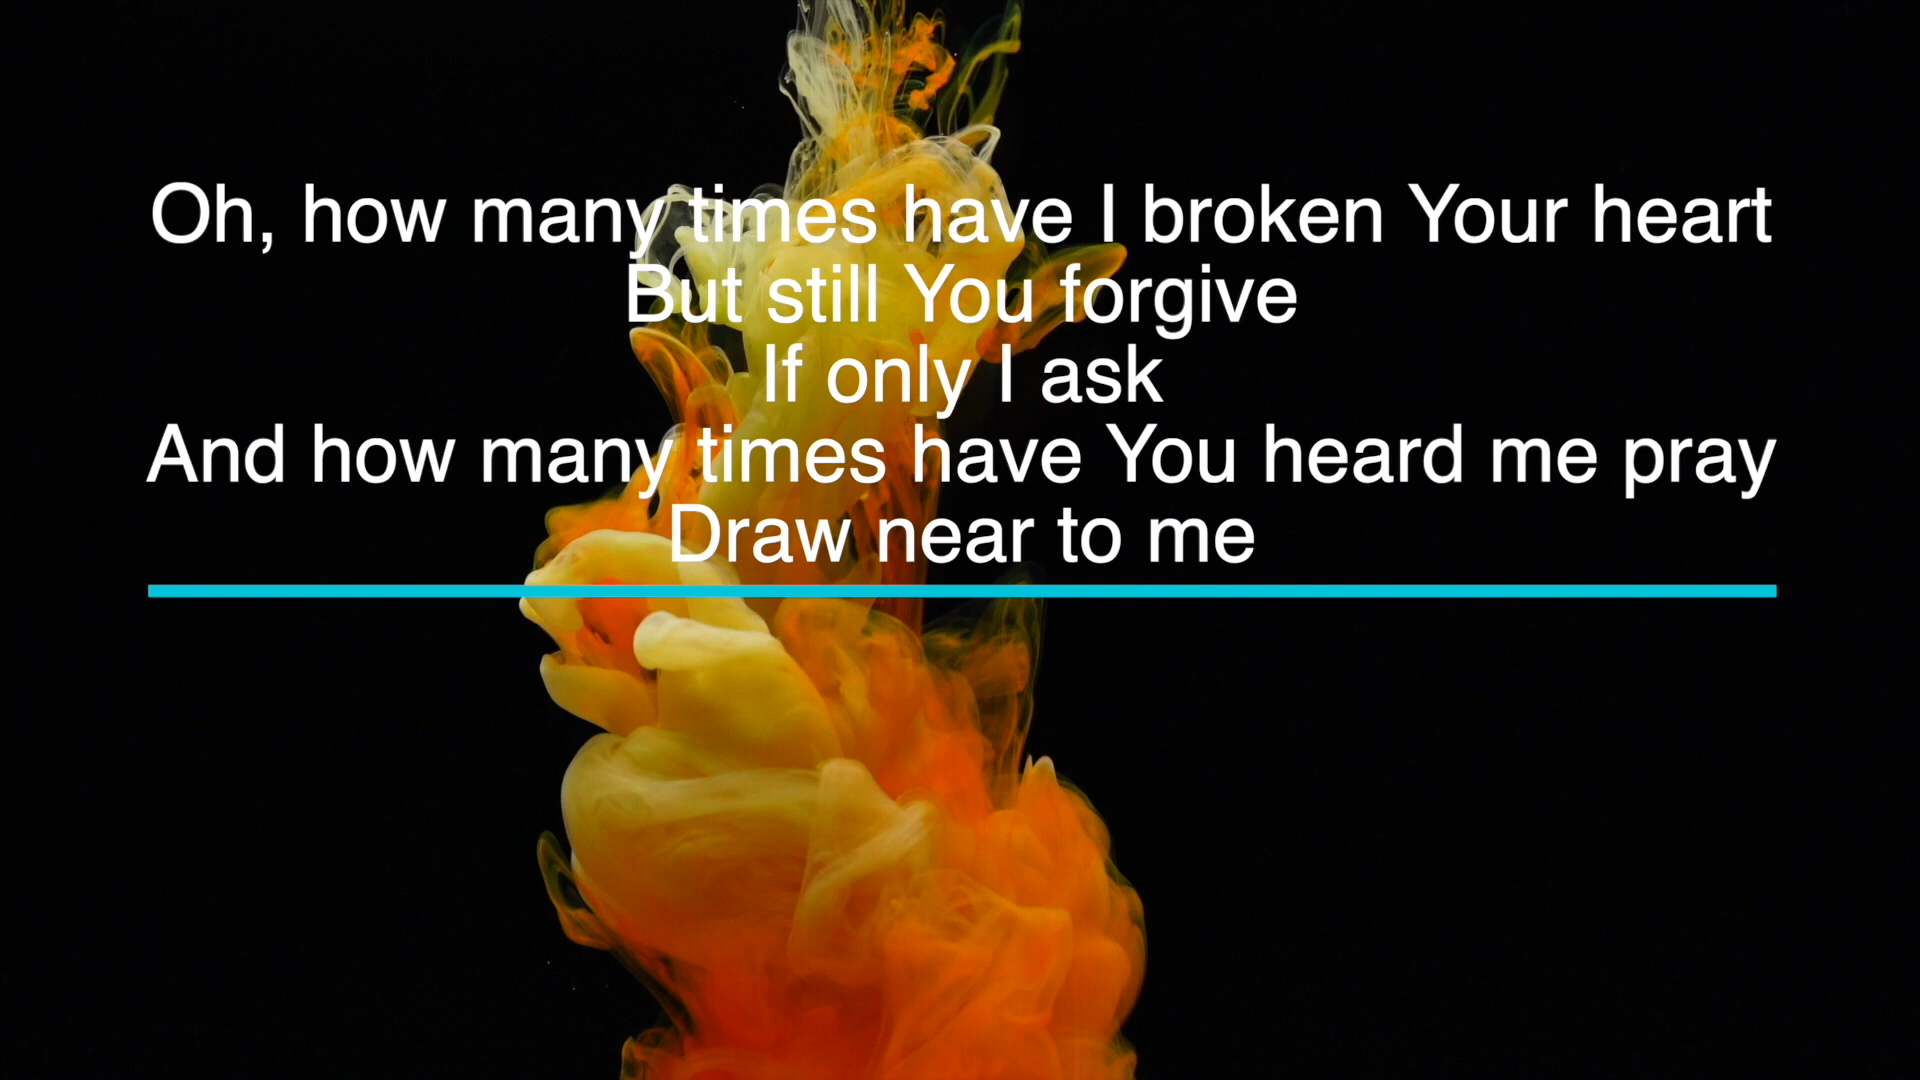 Oh, how many times have I broken Your heart
But still You forgive
If only I ask
And how many times have You heard me pray
Draw near to me